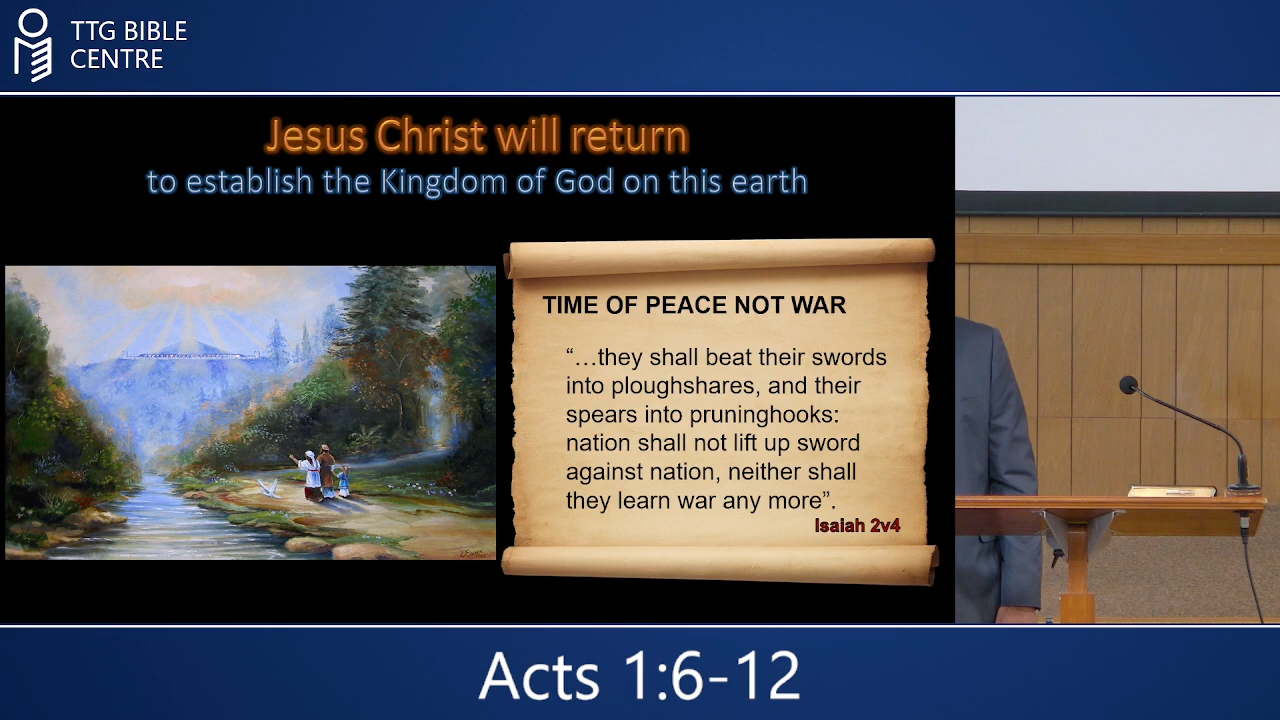 TTG BIBLE
CENTRE
Jesus Christ will return
to establish the Kingdom of God on this earth
TIME OF PEACE NOT WAR
“…they shall beat their swords
into ploughshares, and their
spears into pruninghooks:
nation shall not lift up sword
against nation, neither shall
they learn war any more”.
Isaiah 2v4
Acts 1:6-12